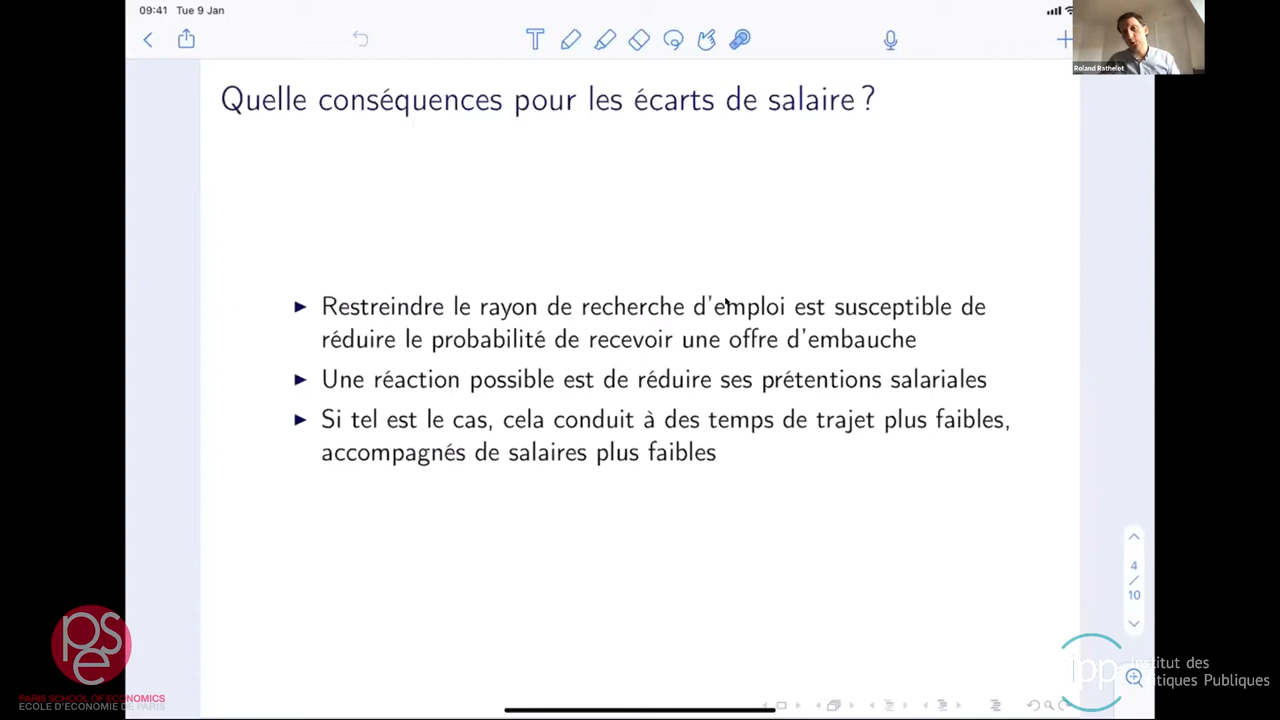 09:41 Tue 9 Jan
Roland Rathelot
Quelle conséquences pour les écarts de salaire ?
Restreindre le rayon de recherche d'emploi est susceptible de
réduire le probabilité de recevoir une offre d'embauche
Une réaction possible est de réduire ses prétentions salariales
Si tel est le cas, cela conduit à des temps de trajet plus faibles,
accompagnés de salaires plus faibles
4
/
10
pse
PARIS SCHOOL OF ECONOMICS
ECOLE D'ECONOMIE DE PARIS
ipp
Institut des
Politiques Publiques